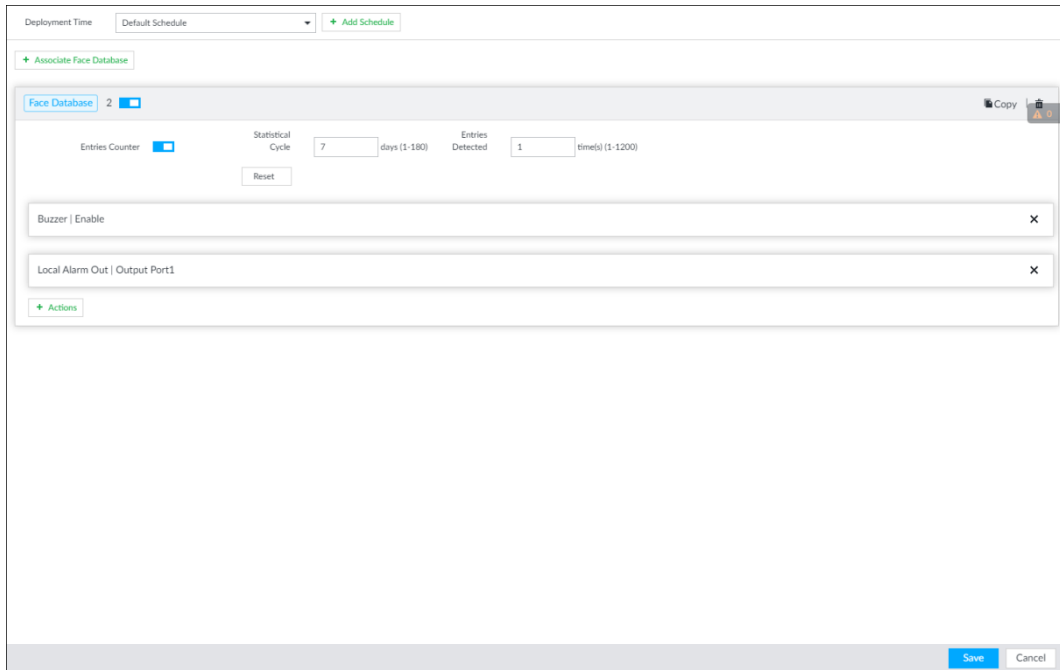 Deployment Time Default Schedule + Add Schedule
+ Associate Face Database
Face Database 2 Copy
0
Entries Counter Statistical Cycle 7 days (1-180) Entries Detected 1 time(s) (1-1200)
Reset
Buzzer | Enable
Local Alarm Out | Output Port1
+ Actions
Save Cancel